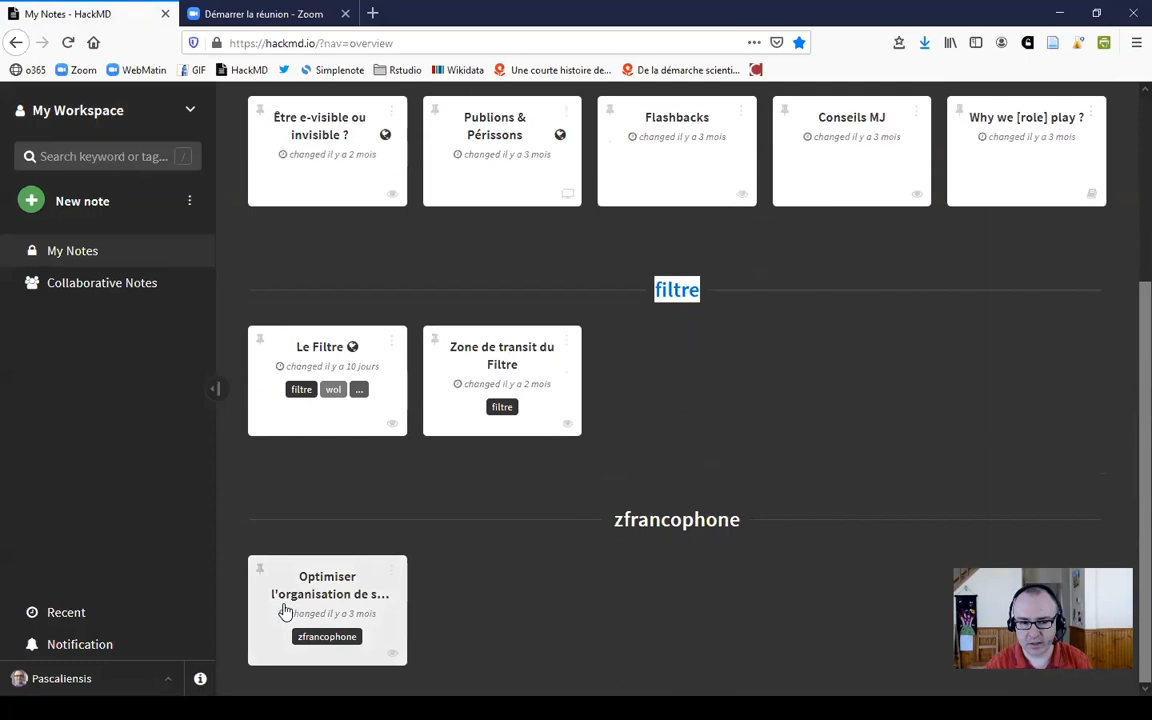 My Notes - HackMD
Démarrer la réunion - Zoom
https://hackmd.io/?nav=overview
o365
Zoom
WebMatin
GIF
HackMD
Simplenote
Rstudio
Wikidata
Une courte histoire de...
De la démarche scienti...
My Workspace
Search keyword or tag...
/
New note
My Notes
Collaborative Notes
Recent
Notification
Pascaliensis
Être e-visible ou
invisible ?
changed il y a 2 mois
Publions &
Périssons
changed il y a 3 mois
Flashbacks
changed il y a 3 mois
Conseils MJ
changed il y a 3 mois
Why we [role] play ?
changed il y a 3 mois
filtre
Le Filtre
changed il y a 10 jours
filtre
wol
...
Zone de transit du
Filtre
changed il y a 2 mois
filtre
zfrancophone
Optimiser
l'organisation de s...
changed il y a 3 mois
zfrancophone